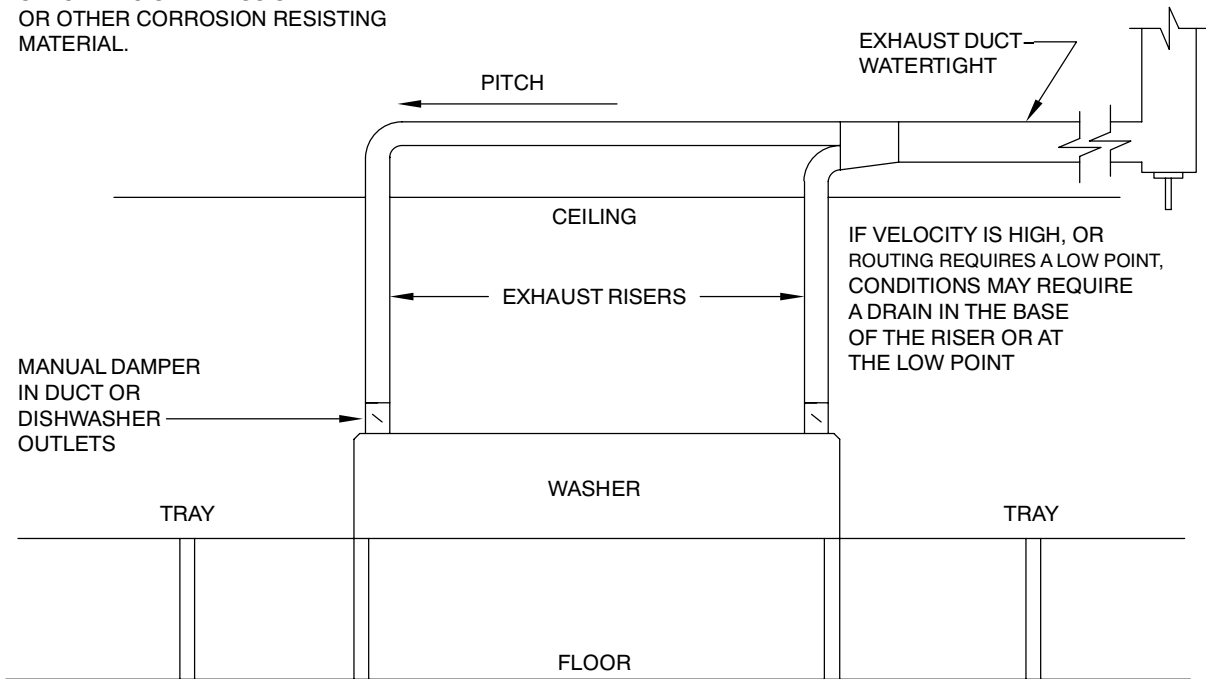 OR OTHER CORROSION RESISTING
MATERIAL.
EXHAUST DUCT
WATERTIGHT
PITCH
CEILING
IF VELOCITY IS HIGH, OR
ROUTING REQUIRES A LOW POINT,
CONDITIONS MAY REQUIRE
A DRAIN IN THE BASE
OF THE RISER OR AT
THE LOW POINT
EXHAUST RISERS
MANUAL DAMPER
IN DUCT OR
DISHWASHER
OUTLETS
WASHER
TRAY
TRAY
FLOOR